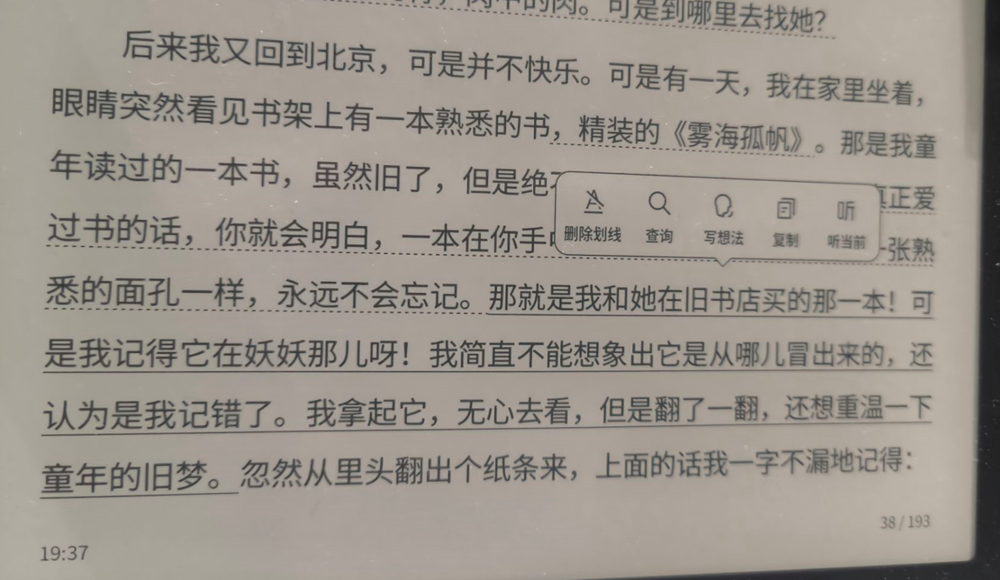 的肉。可是到哪里去找她？
后来我又回到北京，可是并不快乐。可是有一天，我在家里坐着，
眼睛突然看见书架上有一本熟悉的书，精装的《雾海孤帆》。那是我童
年读过的一本书，虽然旧了，但是绝 真正爱
删除划线 查询 写想法 复制 听当前
听
过书的话，你就会明白，一本在你手 一张熟
悉的面孔一样，永远不会忘记。那就是我和她在旧书店买的那一本！可
是我记得它在妖妖那儿呀！我简直不能想象出它是从哪儿冒出来的，还
认为是我记错了。我拿起它，无心去看，但是翻了一翻，还想重温一下
童年的旧梦。忽然从里头翻出个纸条来，上面的话我一字不漏地记得：
38 / 193
19:37